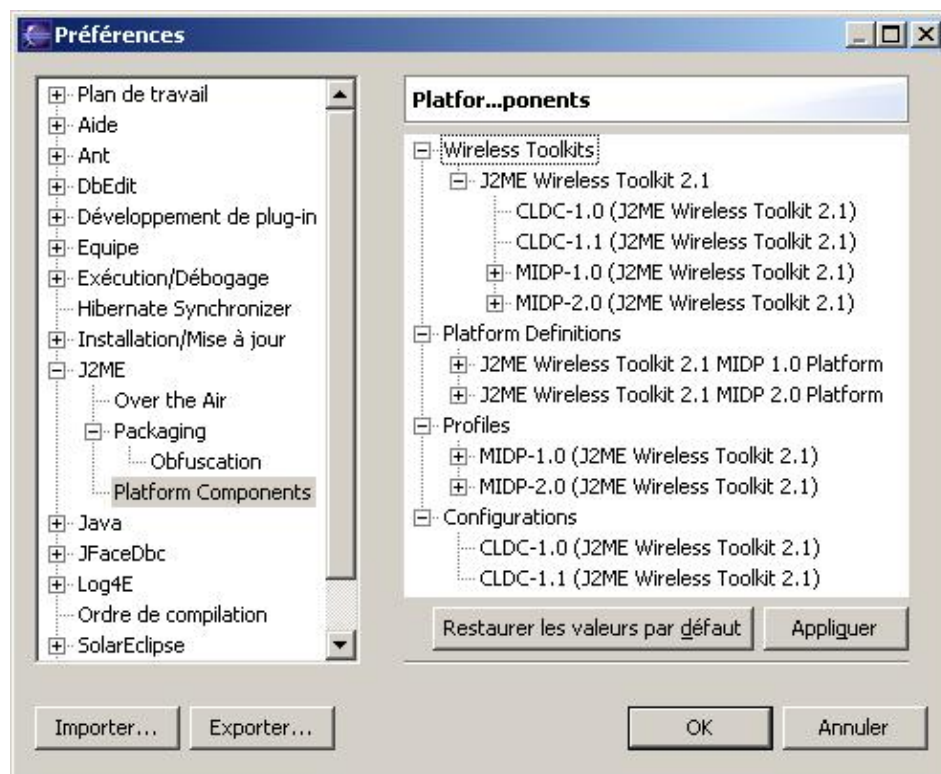 Préférences
Plan de travail
Aide
Ant
DbEdit
Développement de plug-in
Equipe
Exécution/Débogage
Hibernate Synchronizer
Installation/Mise à jour
J2ME
Over the Air
Packaging
Obfuscation
Platform Components
Java
JFaceDbc
Log4E
Ordre de compilation
SolarEclipse
Platfor...ponents
Wireless Toolkits
J2ME Wireless Toolkit 2.1
CLDC-1.0 (J2ME Wireless Toolkit 2.1)
CLDC-1.1 (J2ME Wireless Toolkit 2.1)
MIDP-1.0 (J2ME Wireless Toolkit 2.1)
MIDP-2.0 (J2ME Wireless Toolkit 2.1)
Platform Definitions
J2ME Wireless Toolkit 2.1 MIDP 1.0 Platform
J2ME Wireless Toolkit 2.1 MIDP 2.0 Platform
Profiles
MIDP-1.0 (J2ME Wireless Toolkit 2.1)
MIDP-2.0 (J2ME Wireless Toolkit 2.1)
Configurations
CLDC-1.0 (J2ME Wireless Toolkit 2.1)
CLDC-1.1 (J2ME Wireless Toolkit 2.1)
Restaurer les valeurs par défaut
Appliquer
Importer...
Exporter...
OK
Annuler